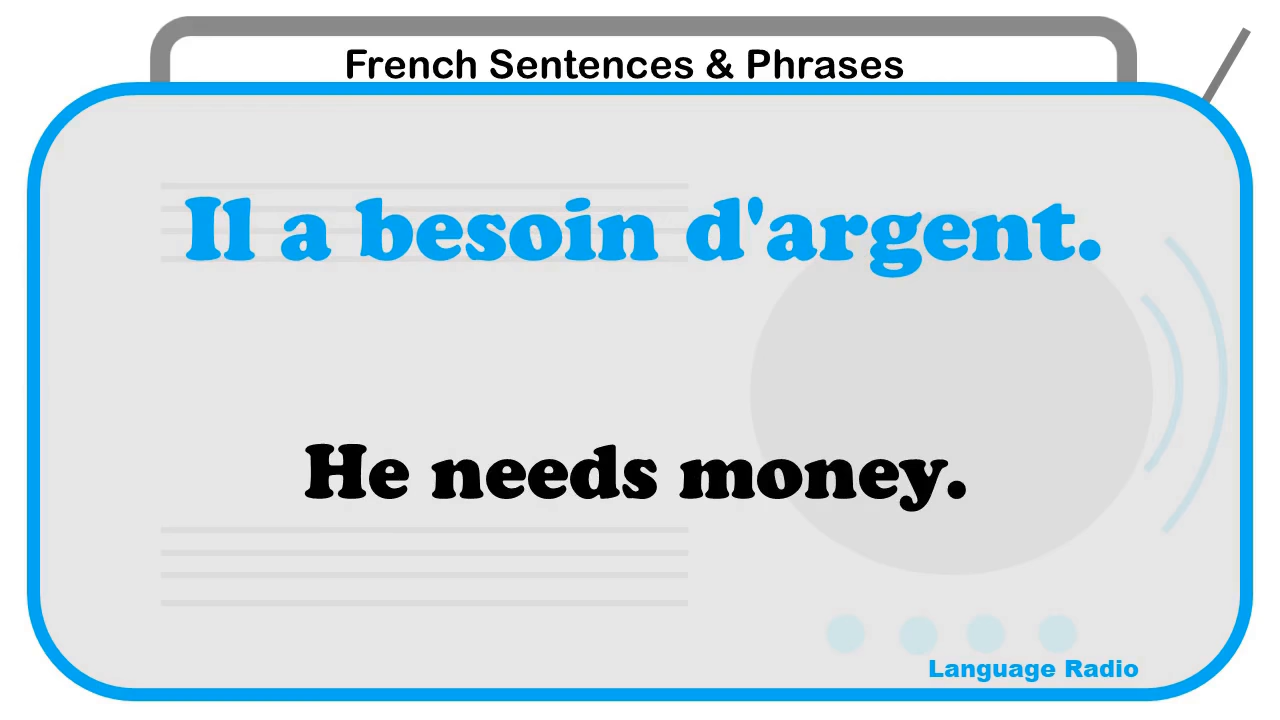 French Sentences & Phrases
Il a besoin d'argent.
He needs money.
Language Radio